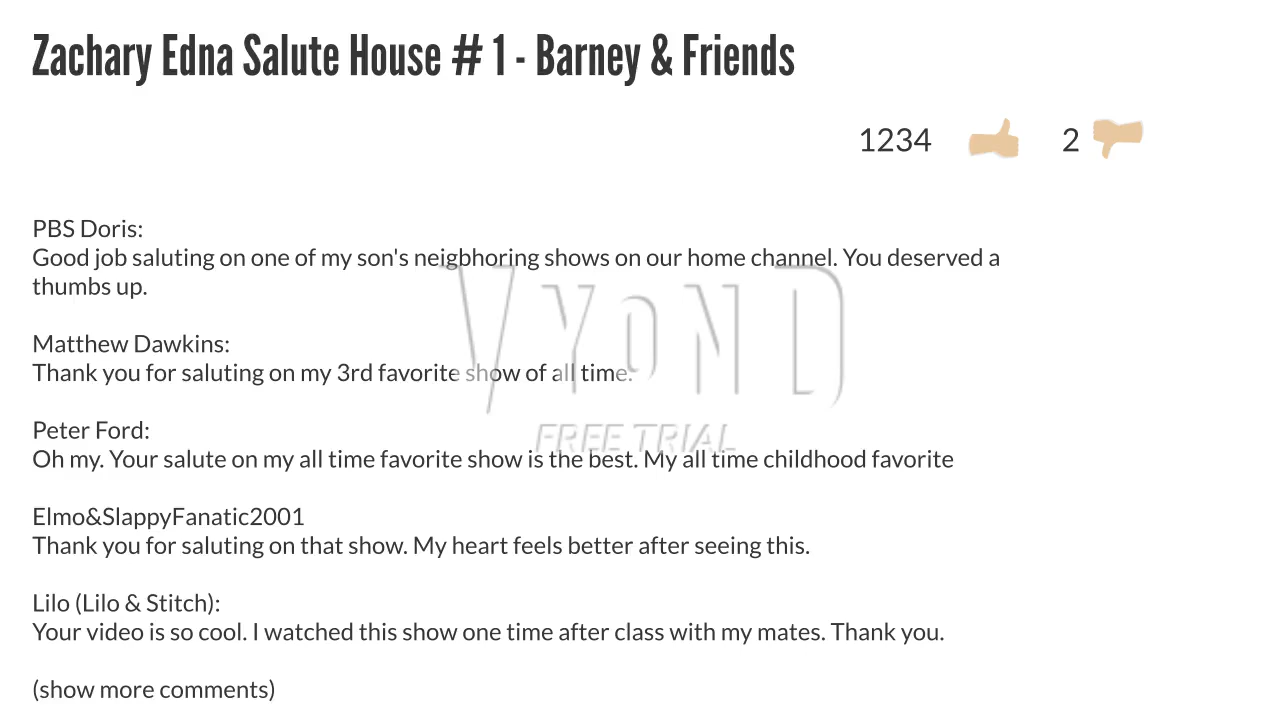 Zachary Edna Salute House # 1 - Barney & Friends
1234 2
PBS Doris:
Good job saluting on one of my son's neigbhoring shows on our home channel. You deserved a
thumbs up.
Matthew Dawkins:
Thank you for saluting on my 3rd favorite show of all time.
Peter Ford:
Oh my. Your salute on my all time favorite show is the best. My all time childhood favorite
Elmo&SlappyFanatic2001
Thank you for saluting on that show. My heart feels better after seeing this.
Lilo (Lilo & Stitch):
Your video is so cool. I watched this show one time after class with my mates. Thank you.
(show more comments)
VYOND
FREE TRIAL